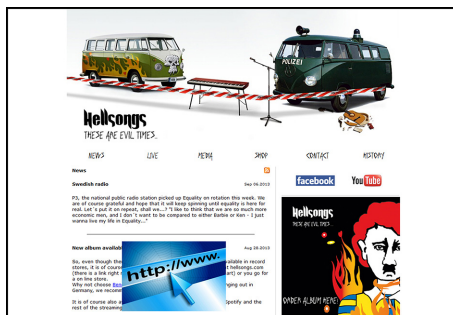 POLIZEI
Hellsongs
THESE ARE EVIL TIMES.
NEWS LIVE MEDIA SHOP CONTACT HISTORY
News
facebook YouTube
Swedish radio Sep 06-2013
P3, the national public radio station picked up Equality on rotation this week. We
are of course grateful and hope that it will keep spinning until equality is here for
real. Let´s put it on repeat, shall we...? "I like to think that we are so much more
economic men, and I don´t want to be compared to either Barbie or Ken - I just
wanna live my life in Equality..."
Hellsongs
New album availab Aug 28-2013
So, even though the vailable in record
stores, it is of course t hellsongs.com
(there is a link right art) or you go for
a on line store.
http://www.
Why not choose nging out in
Germany, we recom
ORDER ALBUM HERE!
It is of course also a Spotify and the
rest of the streaming